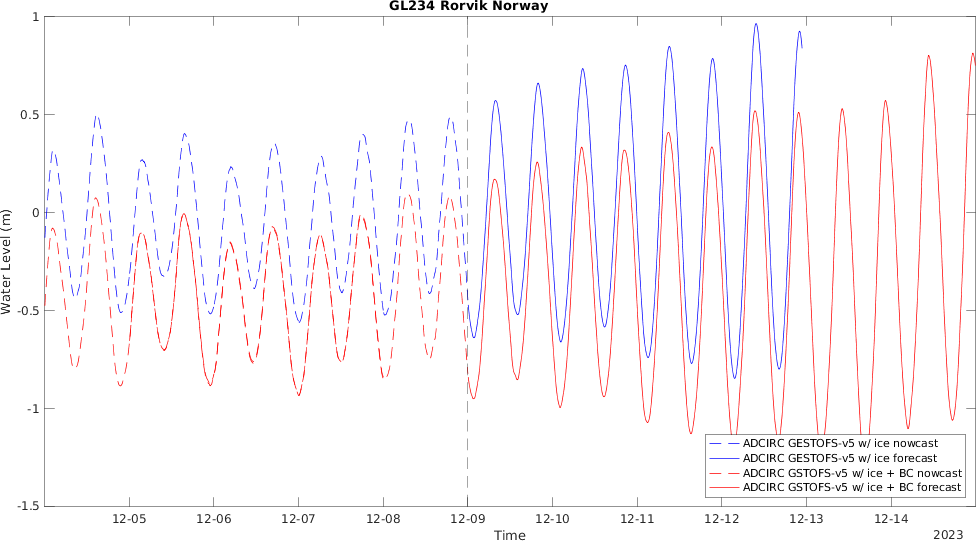 GL234 Rorvik Norway
1
0.5
0
-0.5
-1
-1.5
Water Level (m)
ADCIRC GESTOFS-v5 w/ ice nowcast
ADCIRC GESTOFS-v5 w/ ice forecast
ADCIRC GSTOFS-v5 w/ ice + BC nowcast
ADCIRC GSTOFS-v5 w/ ice + BC forecast
12-05 12-06 12-07 12-08 12-09 12-10 12-11 12-12 12-13 12-14
Time
2023